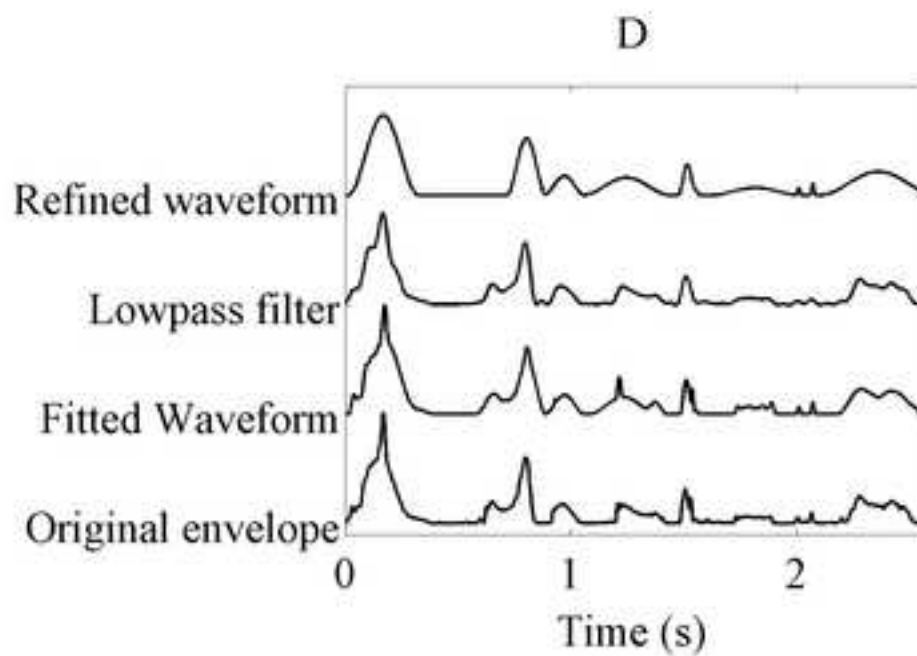 D
Refined waveform
Lowpass filter
Fitted Waveform
Original envelope
0 1 2
Time (s)